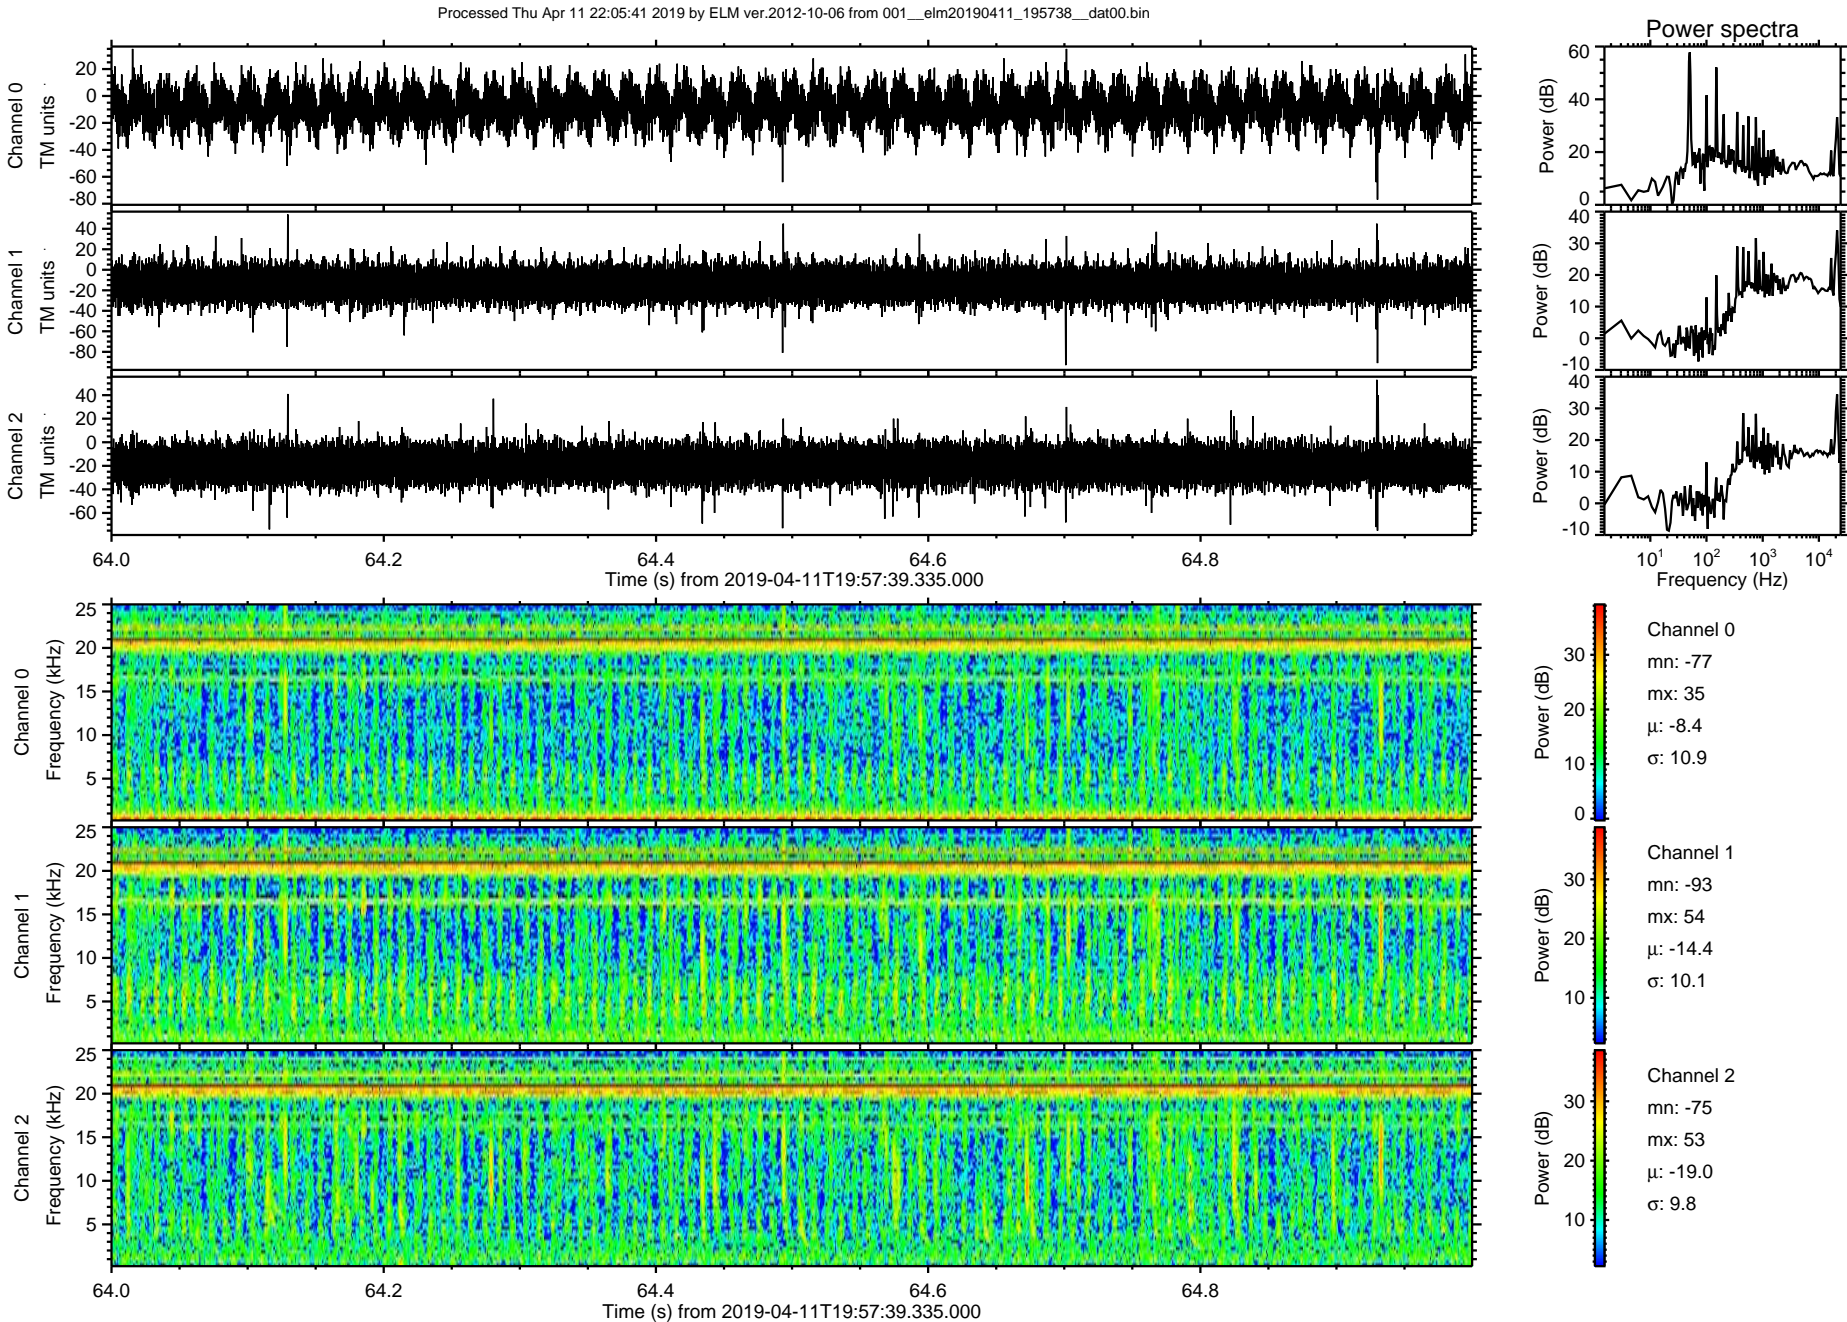 Processed Thu Apr 11 22:05:41 2019 by ELM ver.2012-10-06 from 001__elm20190411_195738__dat00.bin
Power spectra
Channel 0
TM units
20
0
-20
-40
-60
-80
Power (dB)
60
40
20
0
Channel 1
TM units
40
20
0
-20
-40
-60
-80
Power (dB)
40
30
20
10
0
-10
Channel 2
TM units
40
20
0
-20
-40
-60
Power (dB)
40
30
20
10
0
-10
64.0 64.2 64.4 64.6 64.8
Time (s) from 2019-04-11T19:57:39.335.000
10¹ 10² 10³ 10⁴
Frequency (Hz)
Channel 0
Frequency (kHz)
25
20
15
10
5
Power (dB)
30
20
10
0
Channel 0
mn: -77
mx: 35
μ: -8.4
σ: 10.9
Channel 1
Frequency (kHz)
25
20
15
10
5
Power (dB)
30
20
10
Channel 1
mn: -93
mx: 54
μ: -14.4
σ: 10.1
Channel 2
Frequency (kHz)
25
20
15
10
5
Power (dB)
30
20
10
Channel 2
mn: -75
mx: 53
μ: -19.0
σ: 9.8
64.0 64.2 64.4 64.6 64.8
Time (s) from 2019-04-11T19:57:39.335.000